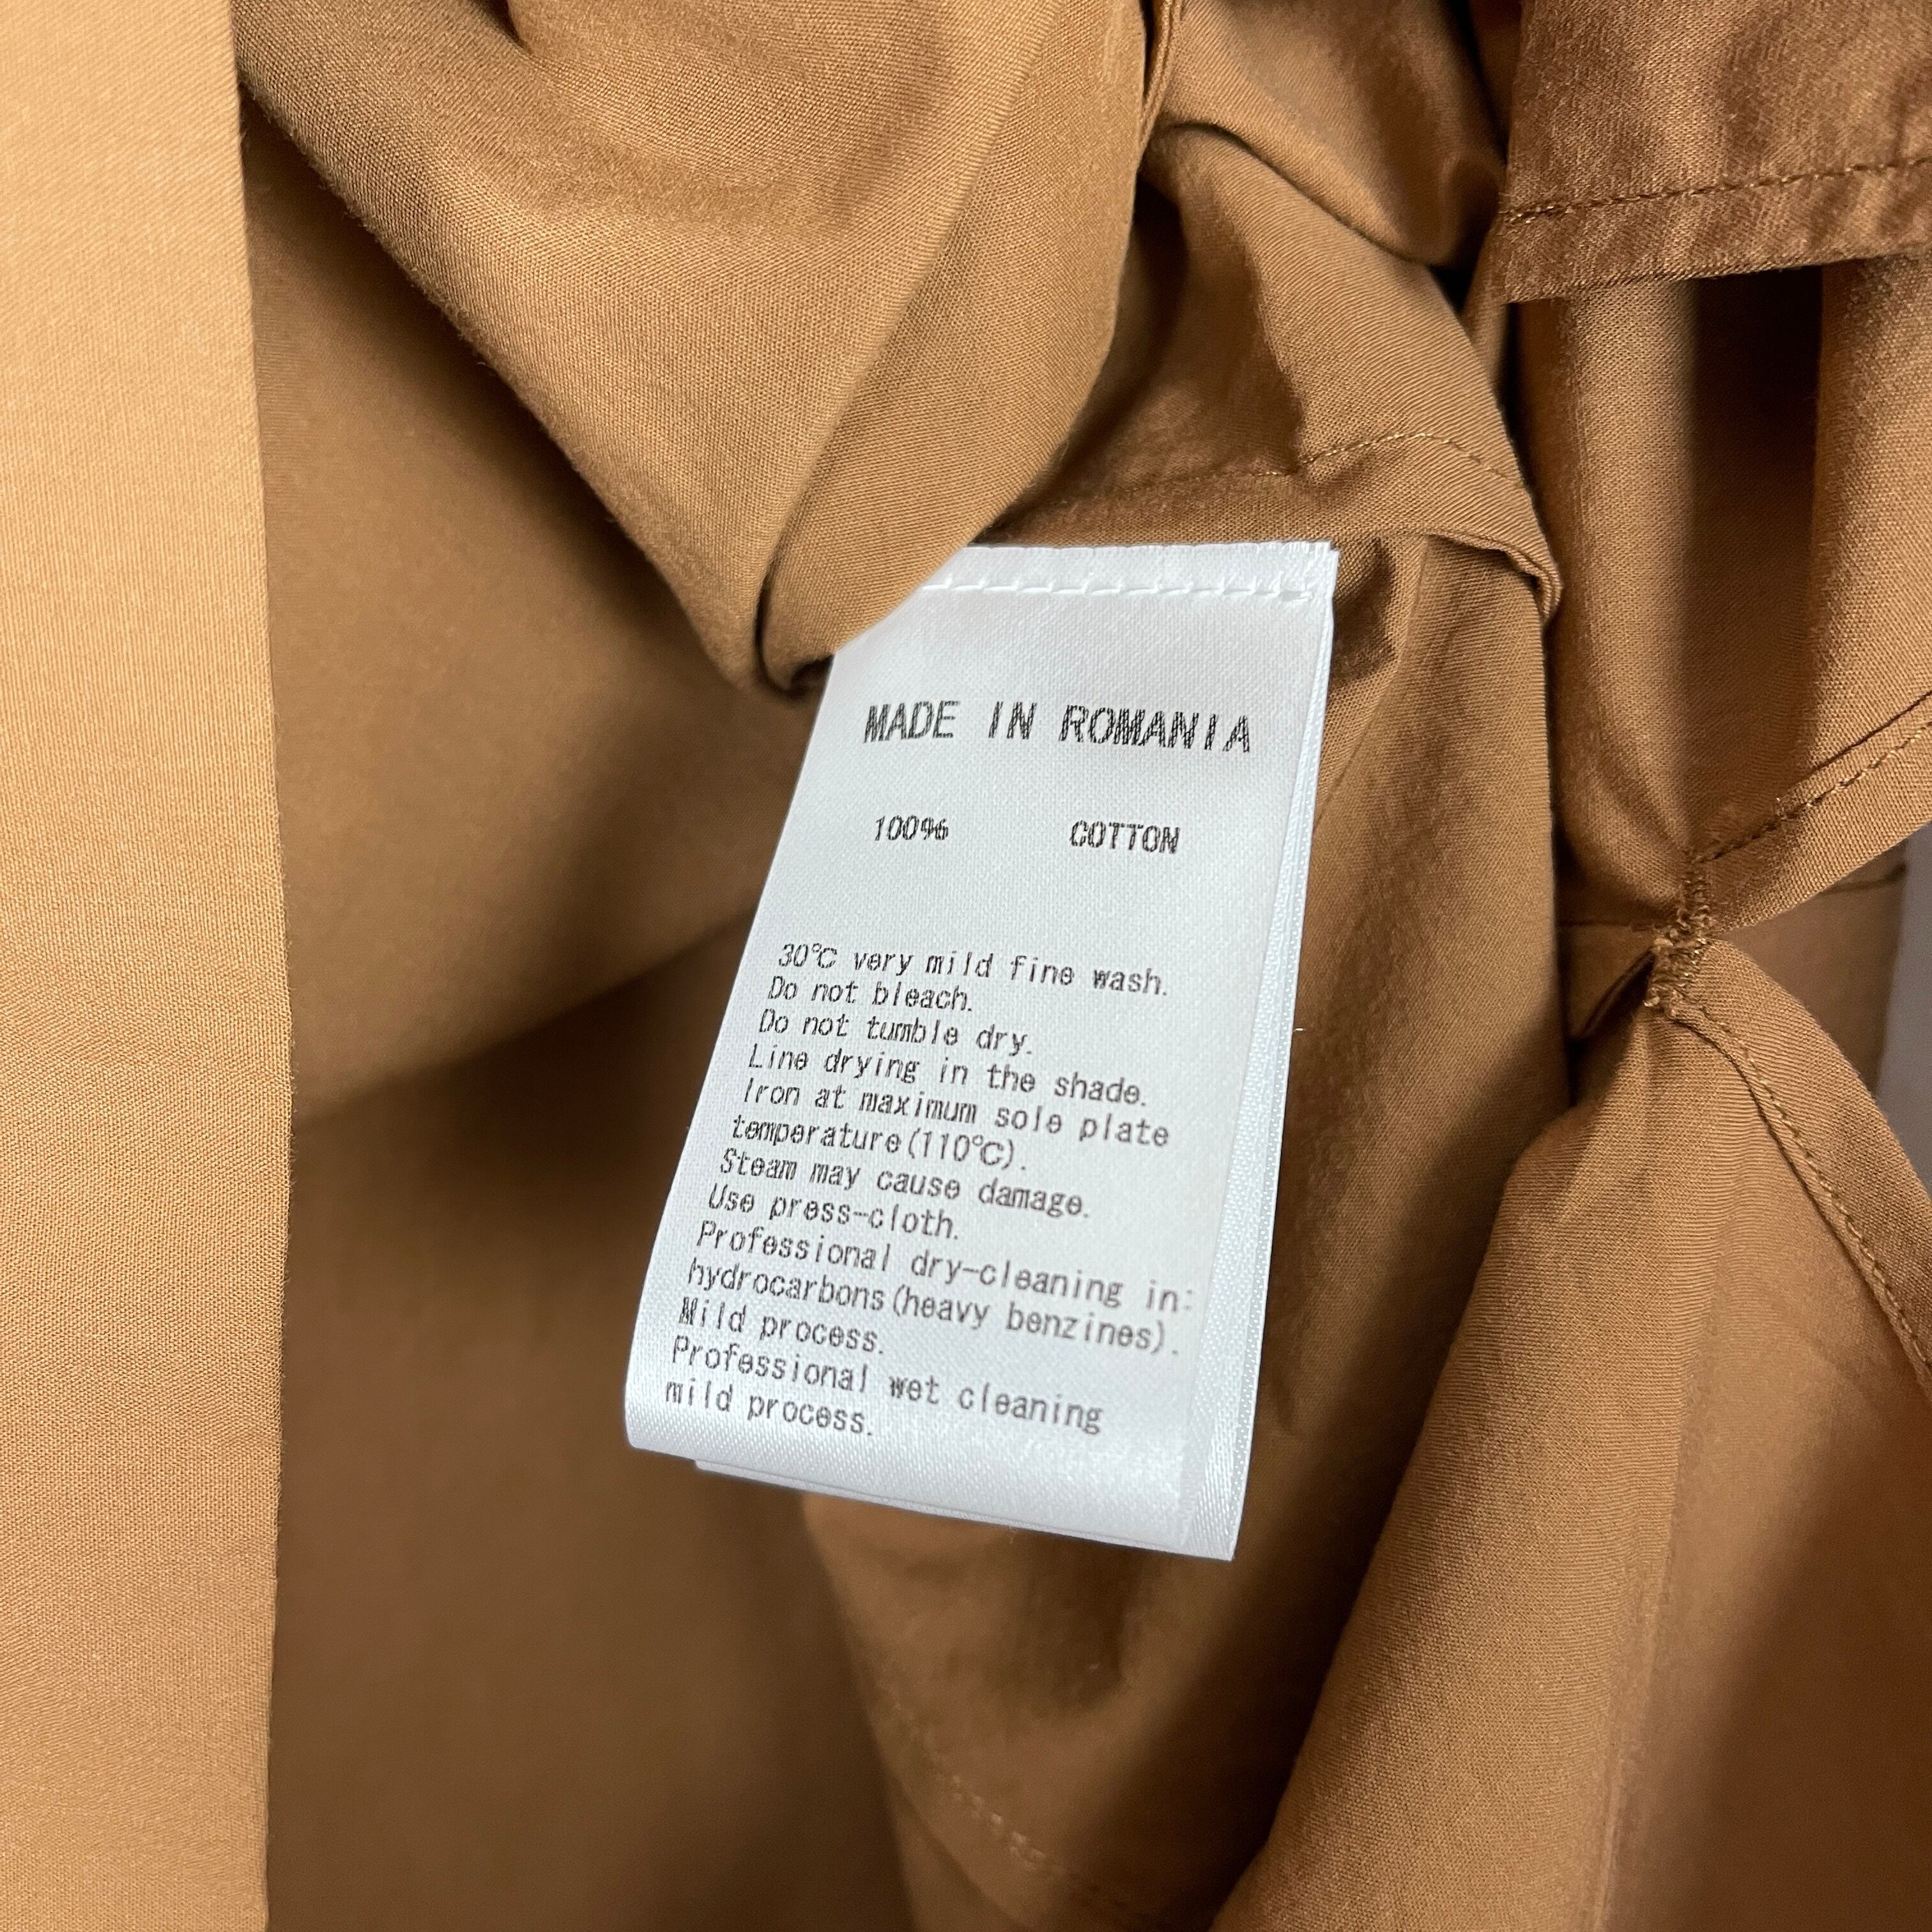 MADE IN ROMANIA
100% COTTON
30℃ very mild fine wash.
Do not bleach.
Do not tumble dry.
Line drying in the shade.
Iron at maximum sole plate
temperature(110℃).
Steam may cause damage.
Use press-cloth.
Professional dry-cleaning in:
hydrocarbons(heavy benzines).
Mild process.
Professional wet cleaning
mild process.